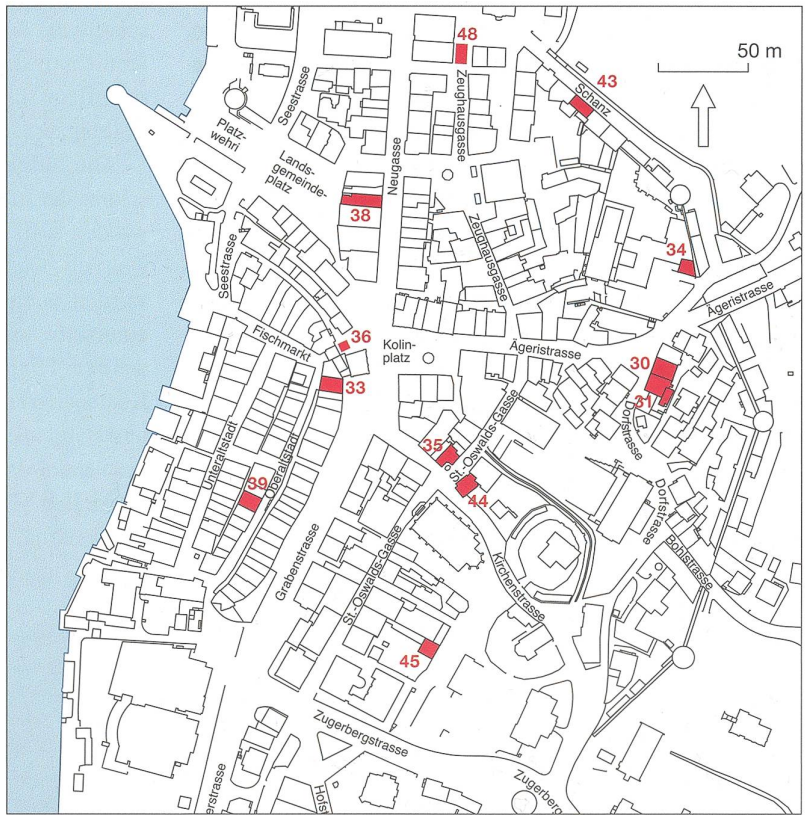 48
50 m
43
Schanz
Seestrasse
Zeughausgasse
Platz-
wehri
Lands-
gemeinde-
platz
Neugasse
38
Zeughausgasse
34
Seestrasse
Ägeristrasse
36
Fischmarkt
Kolin-
platz
Ägeristrasse
30
33
31
Dorfstrasse
St.-Oswalds-Gasse
35
Unteraltstadt
Oberaltstadt
39
44
Dorfstrasse
Bohlstrasse
Grabenstrasse
St.-Oswalds-Gasse
Kirchenstrasse
45
Zugerbergstrasse
Zugerberg
erstrasse
Hofst